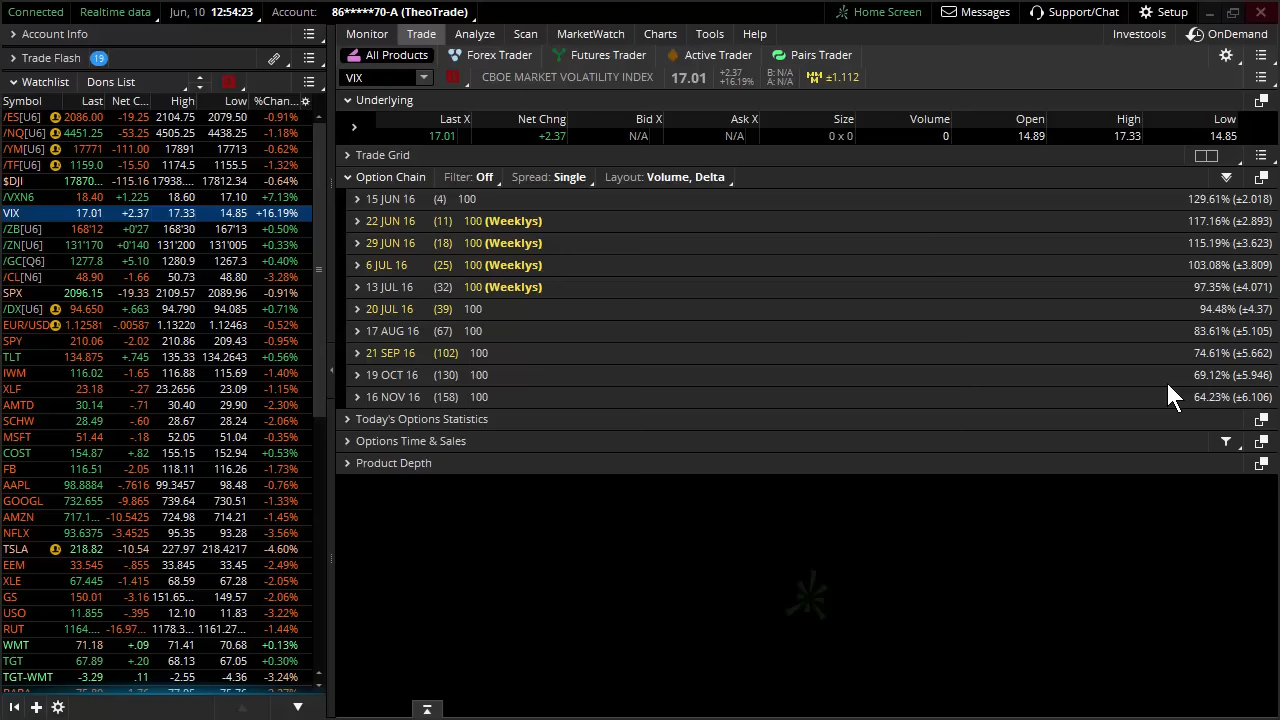 Connected Realtime data Jun, 10 12:54:23 Account: 86*****70-A (TheoTrade) Home Screen Messages Support/Chat Setup
Account Info
Trade Flash 19
Watchlist Dons List
Symbol Last Net C... High Low %Chan...
/ES[U6] 2086.00 -19.25 2104.75 2079.50 -0.91%
/NQ[U6] 4451.25 -53.25 4505.25 4438.25 -1.18%
/YM[U6] 17771 -111.00 17891 17713 -0.62%
/TF[U6] 1159.0 -15.50 1174.5 1155.5 -1.32%
$DJI 17870... -115.16 17938.... 17812.34 -0.64%
/VXN6 18.40 +1.225 18.60 17.10 +7.13%
VIX 17.01 +2.37 17.33 14.85 +16.19%
/ZB[U6] 168'12 +0'27 168'30 167'13 +0.50%
/ZN[U6] 131'170 +0'140 131'200 131'005 +0.33%
/GC[Q6] 1277.8 +5.10 1280.9 1267.3 +0.40%
/CL[N6] 48.90 -1.66 50.73 48.80 -3.28%
SPX 2096.15 -19.33 2109.57 2089.96 -0.91%
/DX[U6] 94.650 +.663 94.790 94.085 +0.71%
EUR/USD 1.12581 -.00587 1.13220 1.12463 -0.52%
SPY 210.06 -2.02 210.86 209.43 -0.95%
TLT 134.875 +.745 135.33 134.2643 +0.56%
IWM 116.02 -1.65 116.88 115.69 -1.40%
XLF 23.18 -.27 23.2656 23.09 -1.15%
AMTD 30.14 -.71 30.40 29.90 -2.30%
SCHW 28.49 -.60 28.67 28.24 -2.06%
MSFT 51.44 -.18 52.05 51.04 -0.35%
COST 154.87 +.82 155.15 152.94 +0.53%
FB 116.51 -2.05 118.11 116.26 -1.73%
AAPL 98.8884 -.7616 99.3457 98.48 -0.76%
GOOGL 732.655 -9.865 739.64 730.51 -1.33%
AMZN 717.1... -10.5425 724.98 714.21 -1.45%
NFLX 93.6375 -3.4525 95.35 93.28 -3.56%
TSLA 218.82 -10.54 227.97 218.4217 -4.60%
EEM 33.545 -.855 33.845 33.45 -2.49%
XLE 67.445 -1.415 68.59 67.28 -2.05%
GS 150.01 -3.16 151.65... 149.57 -2.06%
USO 11.855 -.395 12.10 11.83 -3.22%
RUT 1164.... -16.97... 1178.3... 1161.27... -1.44%
WMT 71.18 +.09 71.41 70.68 +0.13%
TGT 67.89 +.20 68.13 67.05 +0.30%
TGT-WMT -3.29 .11 -2.55 -4.36 -3.24%
Monitor Trade Analyze Scan MarketWatch Charts Tools Help Investools OnDemand
All Products Forex Trader Futures Trader Active Trader Pairs Trader
VIX CBOE MARKET VOLATILITY INDEX 17.01 +2.37 +16.19% B: N/A A: N/A ±1.112
Underlying
Last X Net Chng Bid X Ask X Size Volume Open High Low
17.01 +2.37 N/A N/A 0 x 0 0 14.89 17.33 14.85
Trade Grid
Option Chain Filter: Off Spread: Single Layout: Volume, Delta
15 JUN 16 (4) 100 129.61% (±2.018)
22 JUN 16 (11) 100 (Weeklys) 117.16% (±2.893)
29 JUN 16 (18) 100 (Weeklys) 115.19% (±3.623)
6 JUL 16 (25) 100 (Weeklys) 103.08% (±3.809)
13 JUL 16 (32) 100 (Weeklys) 97.35% (±4.071)
20 JUL 16 (39) 100 94.48% (±4.37)
17 AUG 16 (67) 100 83.61% (±5.105)
21 SEP 16 (102) 100 74.61% (±5.662)
19 OCT 16 (130) 100 69.12% (±5.946)
16 NOV 16 (158) 100 64.23% (±6.106)
Today's Options Statistics
Options Time & Sales
Product Depth